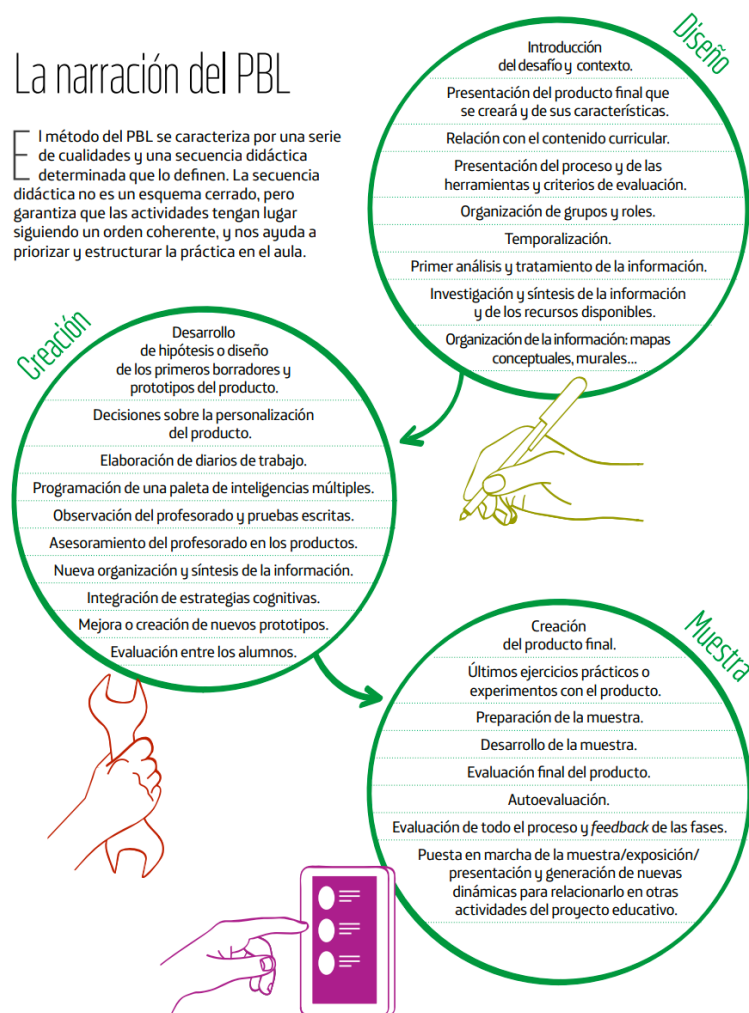 La narración del PBL
El método del PBL se caracteriza por una serie
de cualidades y una secuencia didáctica
determinada que lo definen. La secuencia
didáctica no es un esquema cerrado, pero
garantiza que las actividades tengan lugar
siguiendo un orden coherente, y nos ayuda a
priorizar y estructurar la práctica en el aula.
Diseño
Introducción
del desafío y contexto.
Presentación del producto final que
se creará y de sus características.
Relación con el contenido curricular.
Presentación del proceso y de las
herramientas y criterios de evaluación.
Organización de grupos y roles.
Temporalización.
Primer análisis y tratamiento de la información.
Investigación y síntesis de la información
y de los recursos disponibles.
Organización de la información: mapas
conceptuales, murales...
Creación
Desarrollo
de hipótesis o diseño
de los primeros borradores y
prototipos del producto.
Decisiones sobre la personalización
del producto.
Elaboración de diarios de trabajo.
Programación de una paleta de inteligencias múltiples.
Observación del profesorado y pruebas escritas.
Asesoramiento del profesorado en los productos.
Nueva organización y síntesis de la información.
Integración de estrategias cognitivas.
Mejora o creación de nuevos prototipos.
Evaluación entre los alumnos.
Muestra
Creación
del producto final.
Últimos ejercicios prácticos o
experimentos con el producto.
Preparación de la muestra.
Desarrollo de la muestra.
Evaluación final del producto.
Autoevaluación.
Evaluación de todo el proceso y feedback de las fases.
Puesta en marcha de la muestra/exposición/
presentación y generación de nuevas
dinámicas para relacionarlo en otras
actividades del proyecto educativo.